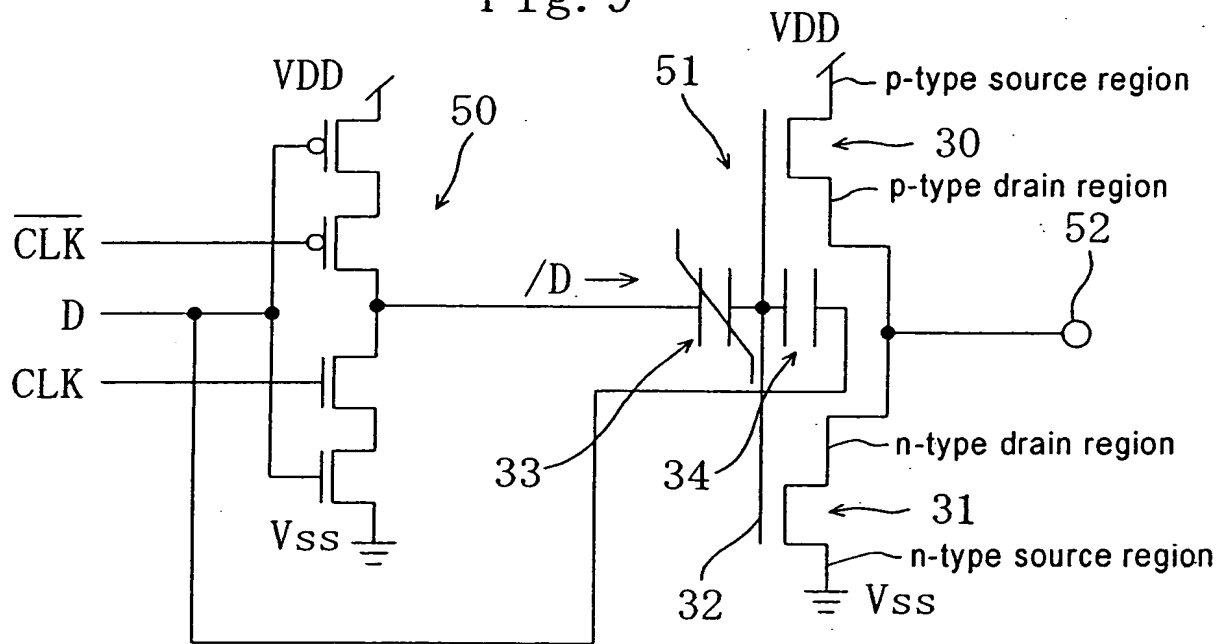 Fig. 9
VDD
VDD
51
p-type source region
50
30
p-type drain region
C̅L̅K̅
52
/D
D
CLK
n-type drain region
33
34
31
Vss
n-type source region
32
Vss